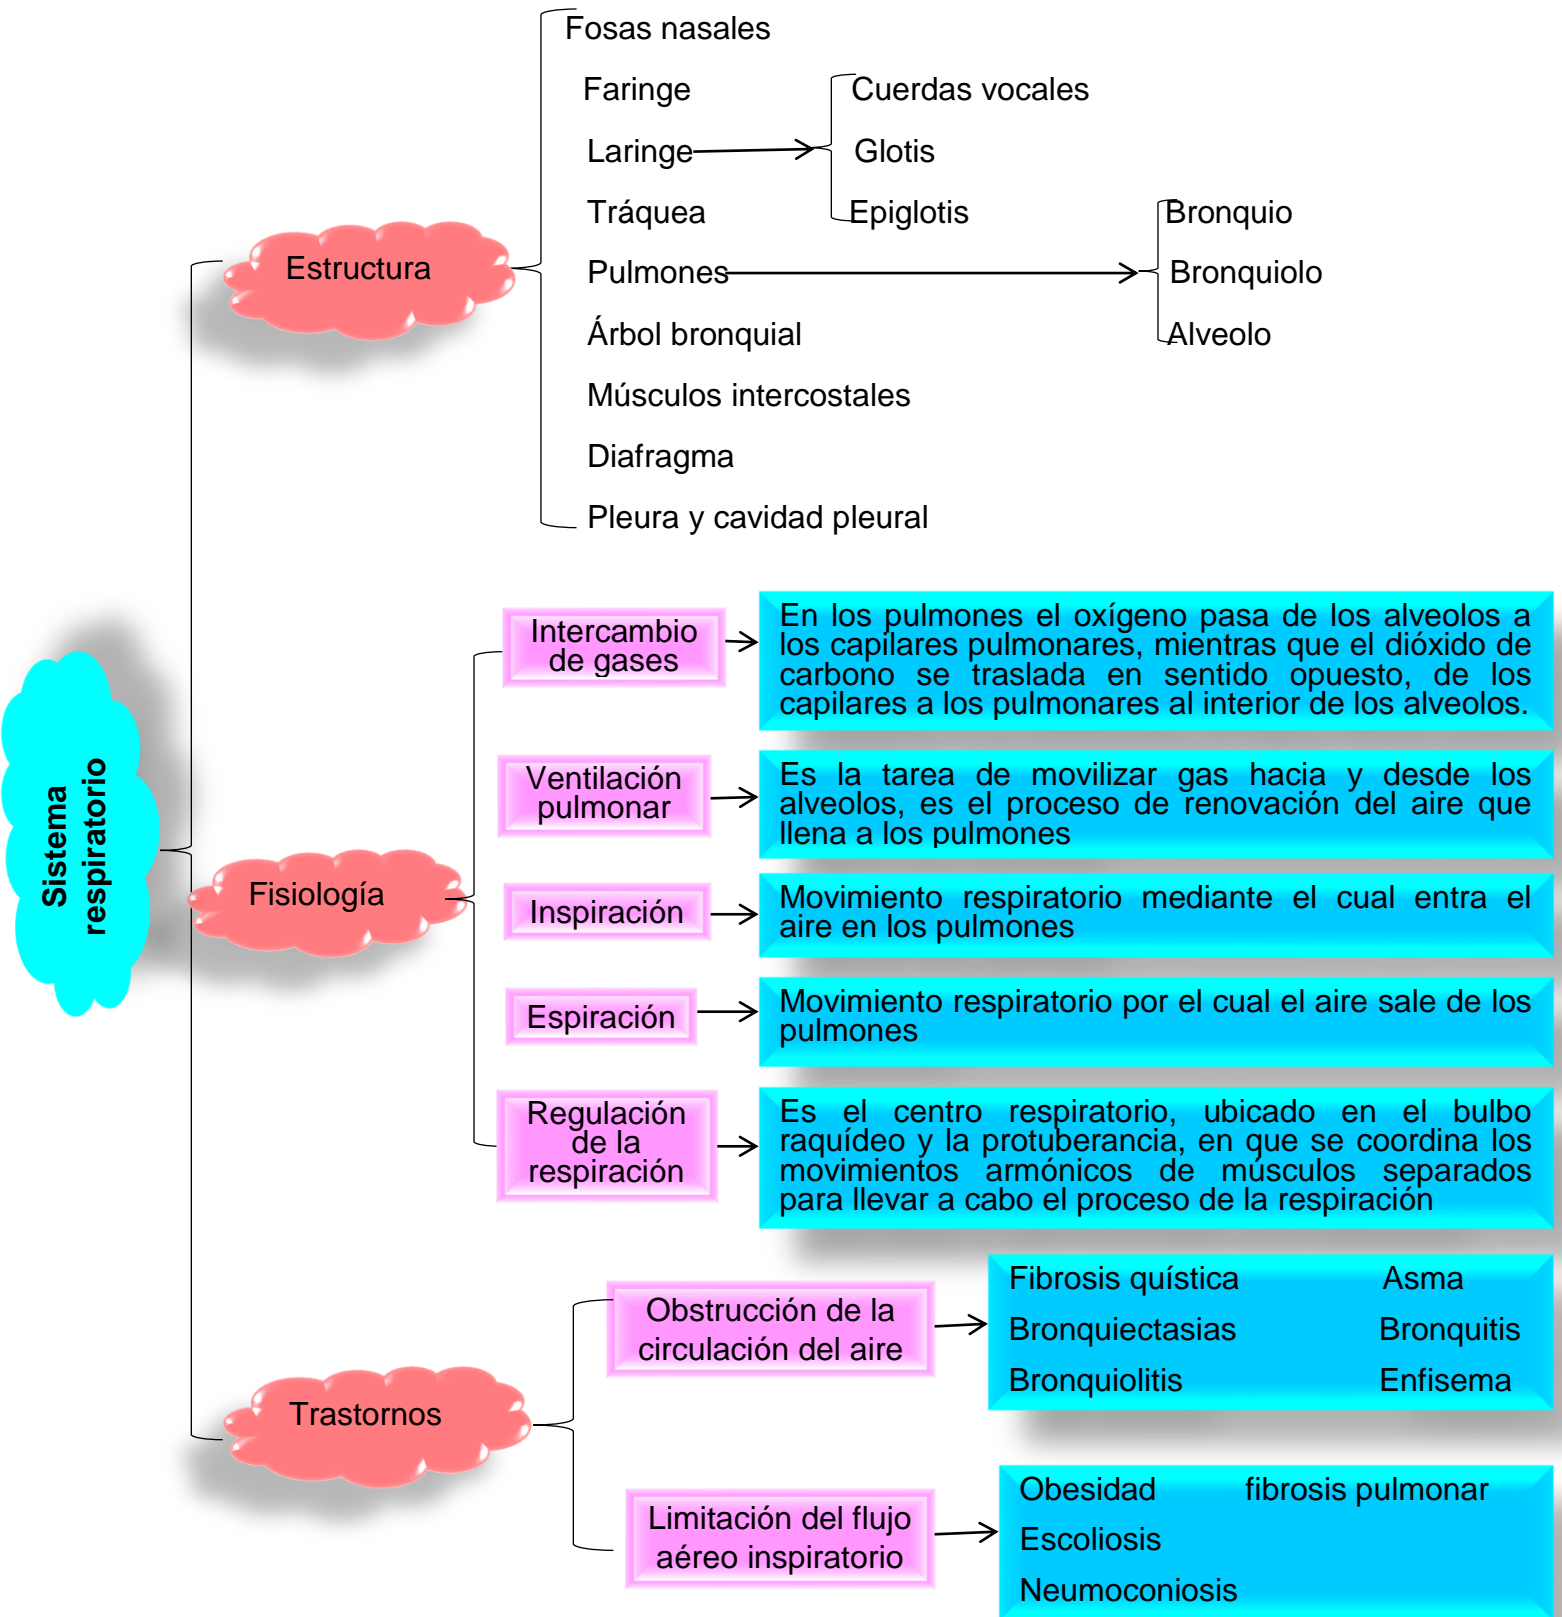 Sistema
respiratorio
Estructura
Fosas nasales
Faringe
Laringe
Cuerdas vocales
Glotis
Epiglotis
Tráquea
Pulmones
Bronquio
Bronquiolo
Alveolo
Árbol bronquial
Músculos intercostales
Diafragma
Pleura y cavidad pleural
Fisiología
Intercambio
de gases
En los pulmones el oxígeno pasa de los alveolos a
los capilares pulmonares, mientras que el dióxido de
carbono se traslada en sentido opuesto, de los
capilares a los pulmonares al interior de los alveolos.
Ventilación
pulmonar
Es la tarea de movilizar gas hacia y desde los
alveolos, es el proceso de renovación del aire que
llena a los pulmones
Inspiración
Movimiento respiratorio mediante el cual entra el
aire en los pulmones
Espiración
Movimiento respiratorio por el cual el aire sale de los
pulmones
Regulación
de la
respiración
Es el centro respiratorio, ubicado en el bulbo
raquídeo y la protuberancia, en que se coordina los
movimientos armónicos de músculos separados
para llevar a cabo el proceso de la respiración
Trastornos
Obstrucción de la
circulación del aire
Fibrosis quística Asma
Bronquiectasias Bronquitis
Bronquiolitis Enfisema
Limitación del flujo
aéreo inspiratorio
Obesidad fibrosis pulmonar
Escoliosis
Neumoconiosis